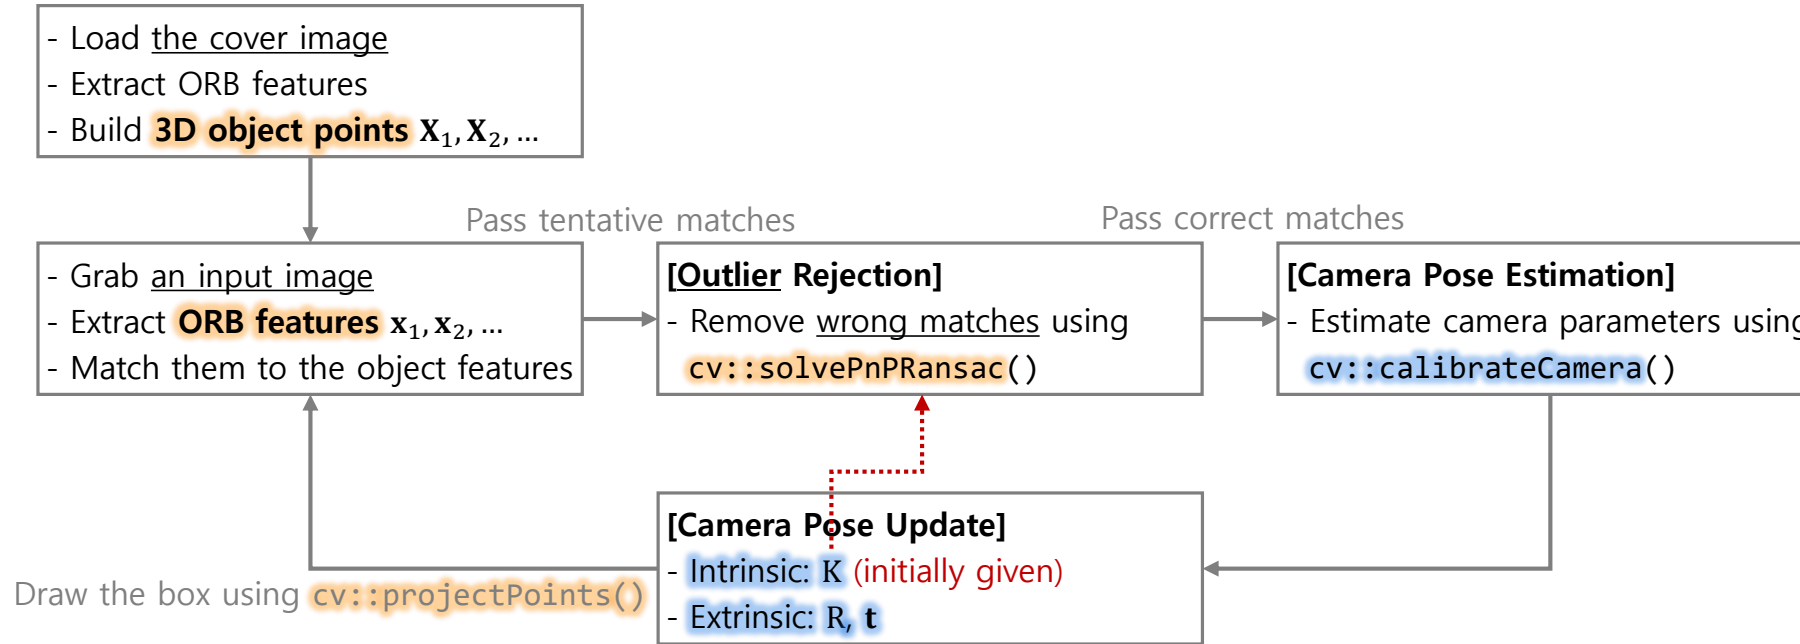 - Load the cover image
- Extract ORB features
- Build 3D object points X₁, X₂, …
Pass tentative matches
Pass correct matches
- Grab an input image
- Extract ORB features x₁, x₂, …
- Match them to the object features
[Outlier Rejection]
- Remove wrong matches using
cv::solvePnPRansac()
[Camera Pose Estimation]
- Estimate camera parameters using
cv::calibrateCamera()
[Camera Pose Update]
- Intrinsic: K (initially given)
- Extrinsic: R, t
Draw the box using cv::projectPoints()